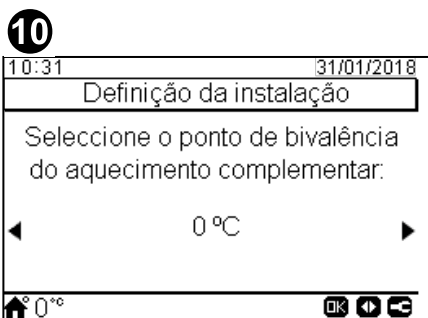 10
10:31 31/01/2018
Definição da instalação
Seleccione o ponto de bivalência
do aquecimento complementar:
0 ºC
0°c OK